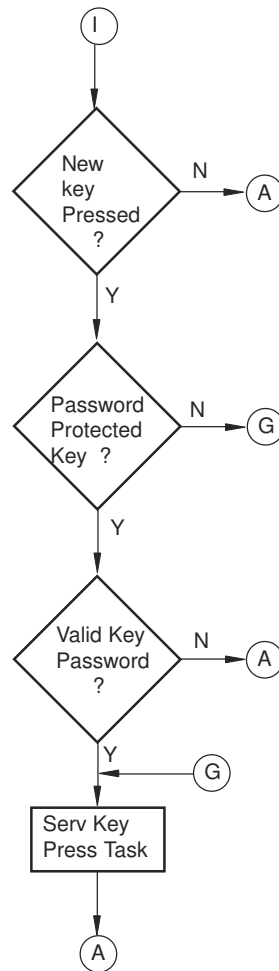 I
New
key
Pressed
?
N
A
Y
Password
Protected
Key ?
N
G
Y
Valid Key
Password
?
N
A
Y
G
Serv Key
Press Task
A